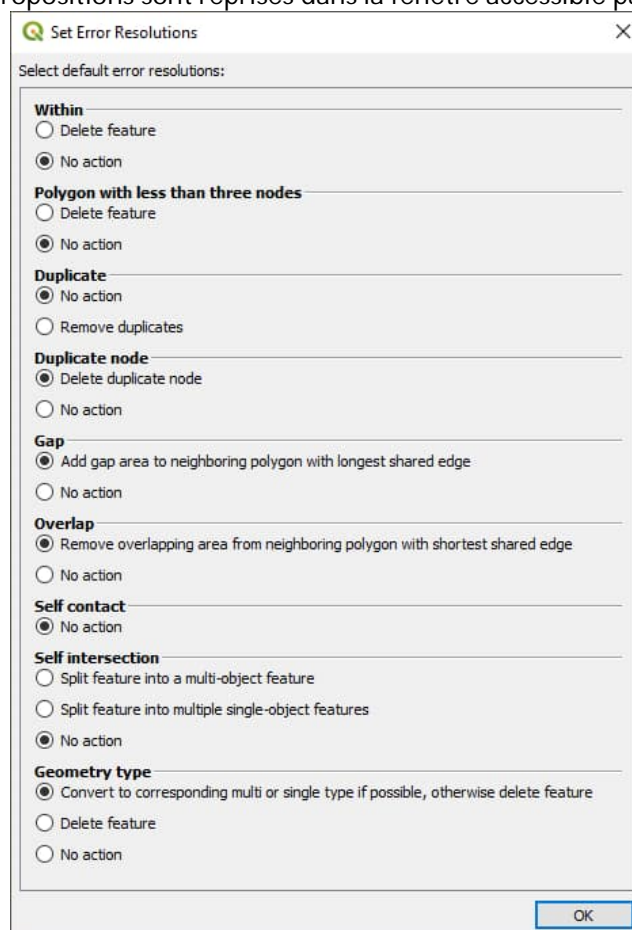 ropositions sont reprises dans la fenêtre accessible pa
Set Error Resolutions
Select default error resolutions:
Within
Delete feature
No action
Polygon with less than three nodes
Delete feature
No action
Duplicate
No action
Remove duplicates
Duplicate node
Delete duplicate node
No action
Gap
Add gap area to neighboring polygon with longest shared edge
No action
Overlap
Remove overlapping area from neighboring polygon with shortest shared edge
No action
Self contact
No action
Self intersection
Split feature into a multi-object feature
Split feature into multiple single-object features
No action
Geometry type
Convert to corresponding multi or single type if possible, otherwise delete feature
Delete feature
No action
OK